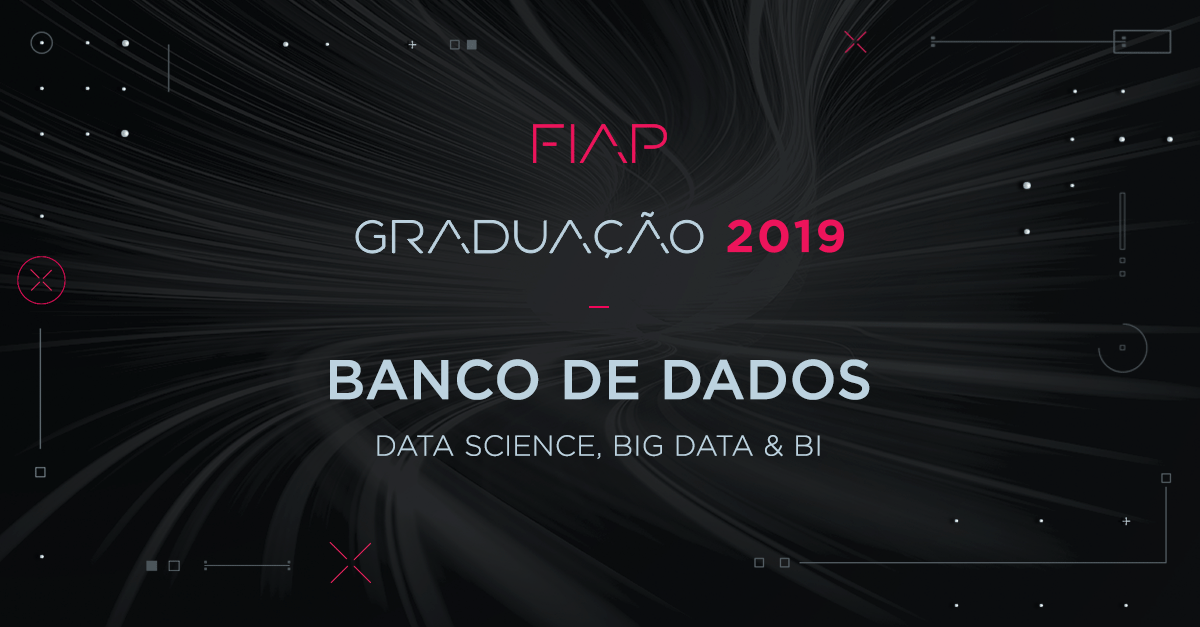 FIAP
GRADUAÇÃO 2019
BANCO DE DADOS
DATA SCIENCE, BIG DATA & BI